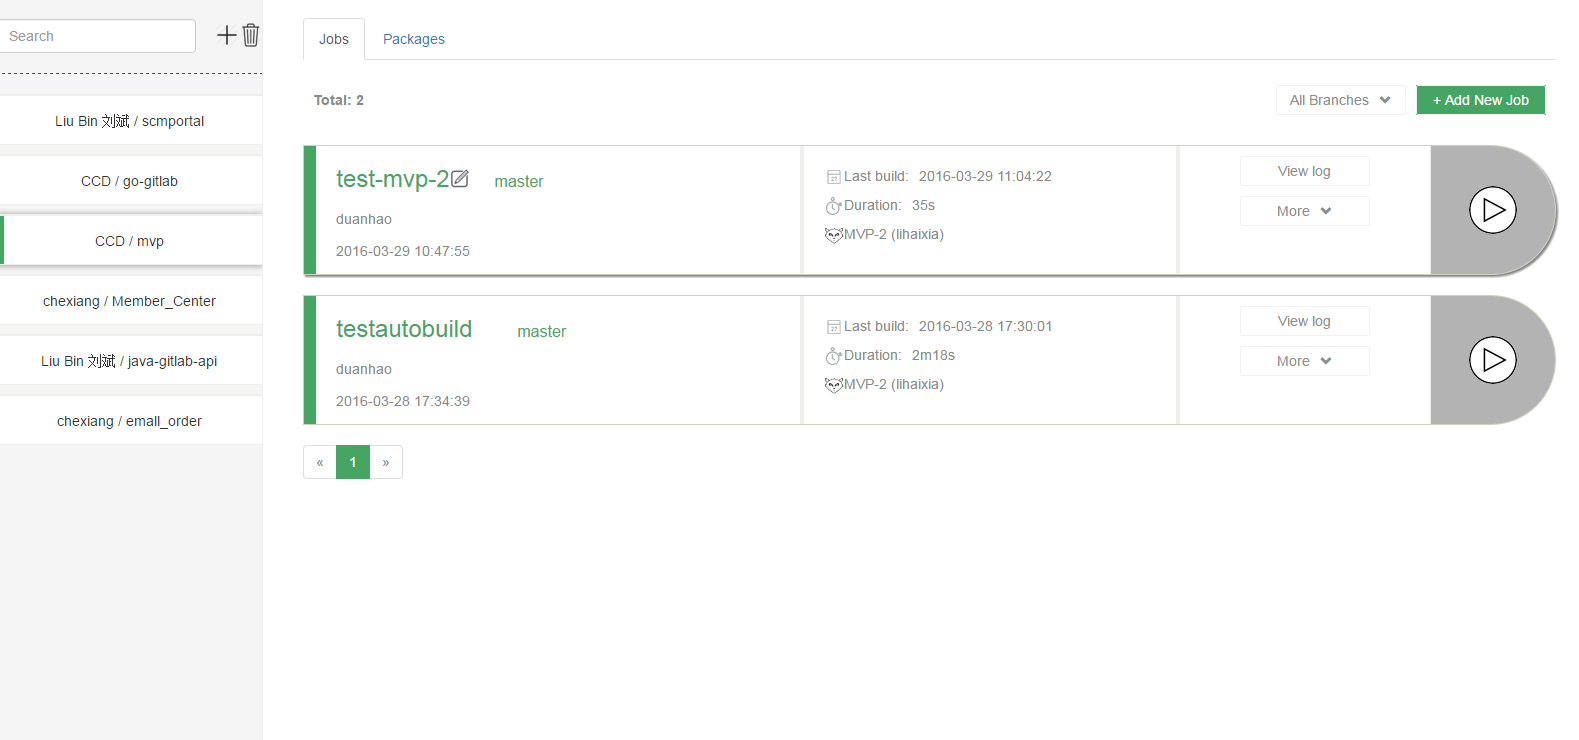 Search
Liu Bin 刘斌 / scmportal
CCD / go-gitlab
CCD / mvp
chexiang / Member_Center
Liu Bin 刘斌 / java-gitlab-api
chexiang / emall_order
Jobs Packages
Total: 2
All Branches
+ Add New Job
test-mvp-2 master
duanhao
2016-03-29 10:47:55
Last build: 2016-03-29 11:04:22
Duration: 35s
MVP-2 (lihaixia)
View log
More
testautobuild master
duanhao
2016-03-28 17:34:39
Last build: 2016-03-28 17:30:01
Duration: 2m18s
MVP-2 (lihaixia)
View log
More
« 1 »